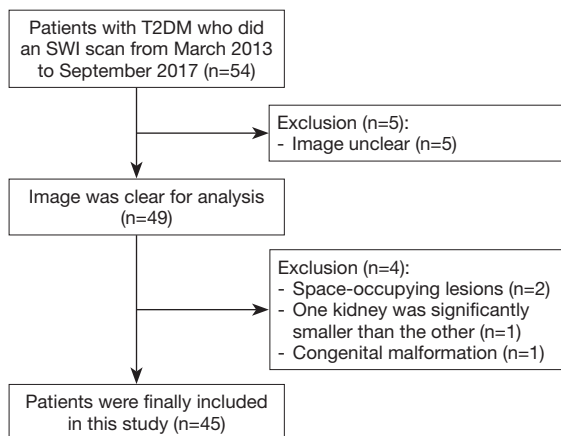 Patients with T2DM who did
an SWI scan from March 2013
to September 2017 (n=54)
Exclusion (n=5):
- Image unclear (n=5)
Image was clear for analysis
(n=49)
Exclusion (n=4):
- Space-occupying lesions (n=2)
- One kidney was significantly
smaller than the other (n=1)
- Congenital malformation (n=1)
Patients were finally included
in this study (n=45)